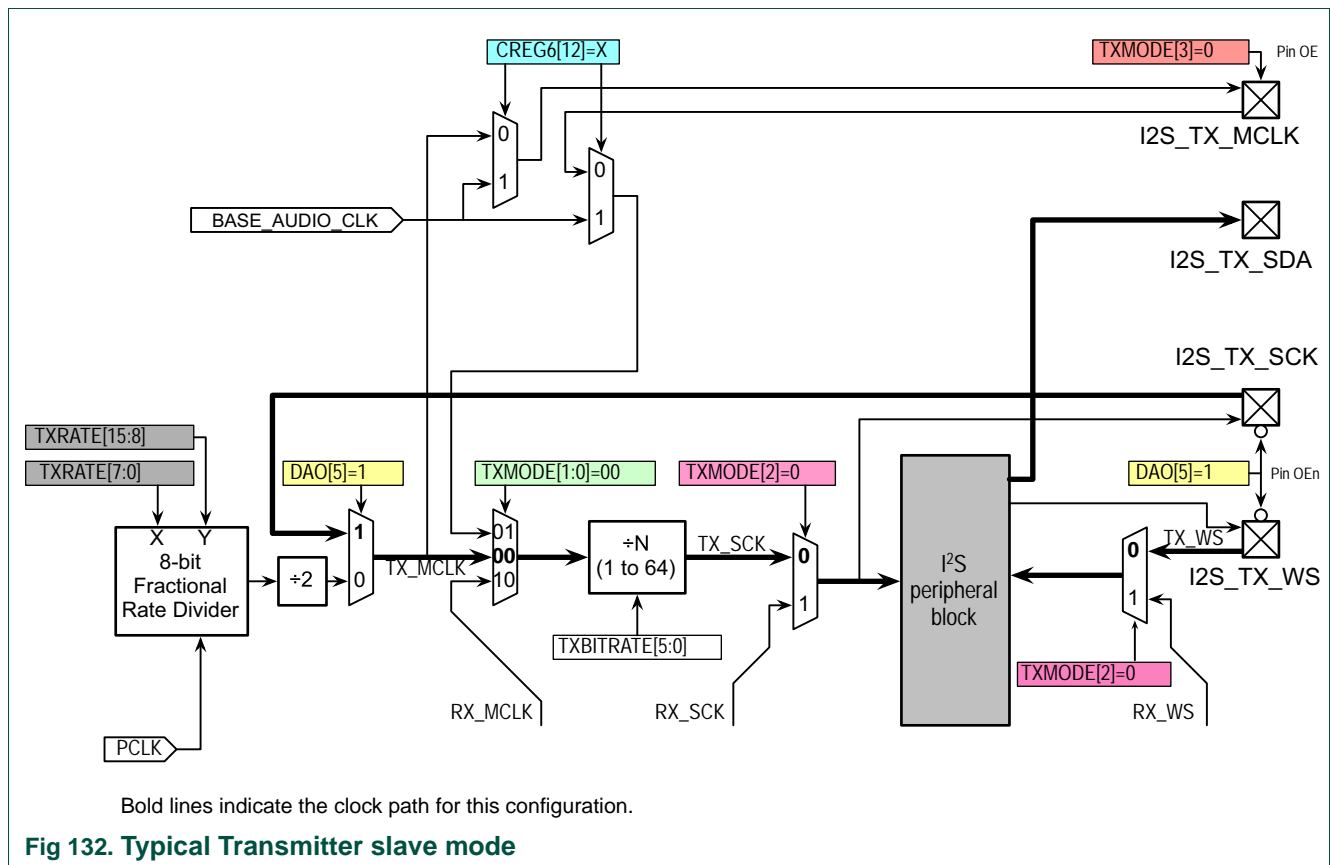 CREG6[12]=X
TXMODE[3]=0
Pin OE
0
1
I2S_TX_MCLK
0
1
BASE_AUDIO_CLK
I2S_TX_SDA
I2S_TX_SCK
TXRATE[15:8]
TXRATE[7:0]
DAO[5]=1
TXMODE[1:0]=00
TXMODE[2]=0
DAO[5]=1
Pin OEn
X Y
8-bit
Fractional
Rate Divider
÷2
1
0
TX_MCLK
01
00
10
÷N
(1 to 64)
TX_SCK
0
1
I²S
peripheral
block
0
1
TX_WS
I2S_TX_WS
TXBITRATE[5:0]
TXMODE[2]=0
RX_MCLK
RX_SCK
RX_WS
PCLK
Bold lines indicate the clock path for this configuration.
Fig 132. Typical Transmitter slave mode